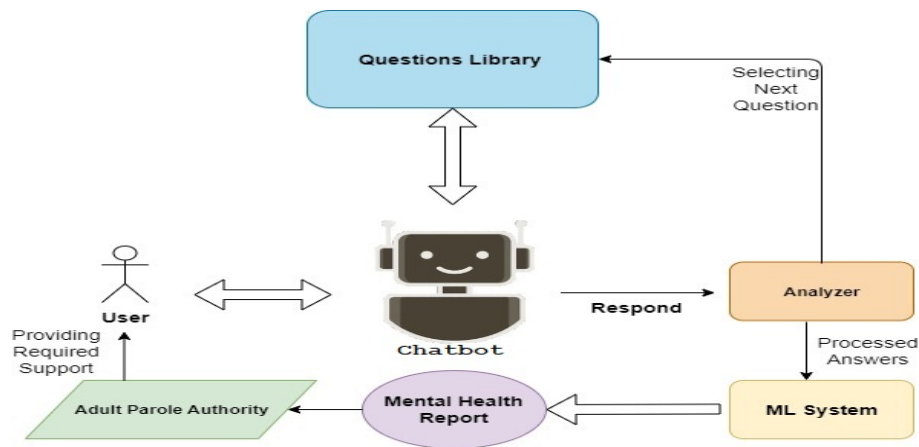 Questions Library
Selecting
Next
Question
User
Chatbot
Respond
Analyzer
Providing
Required
Support
Processed
Answers
Adult Parole Authority
Mental Health
Report
ML System